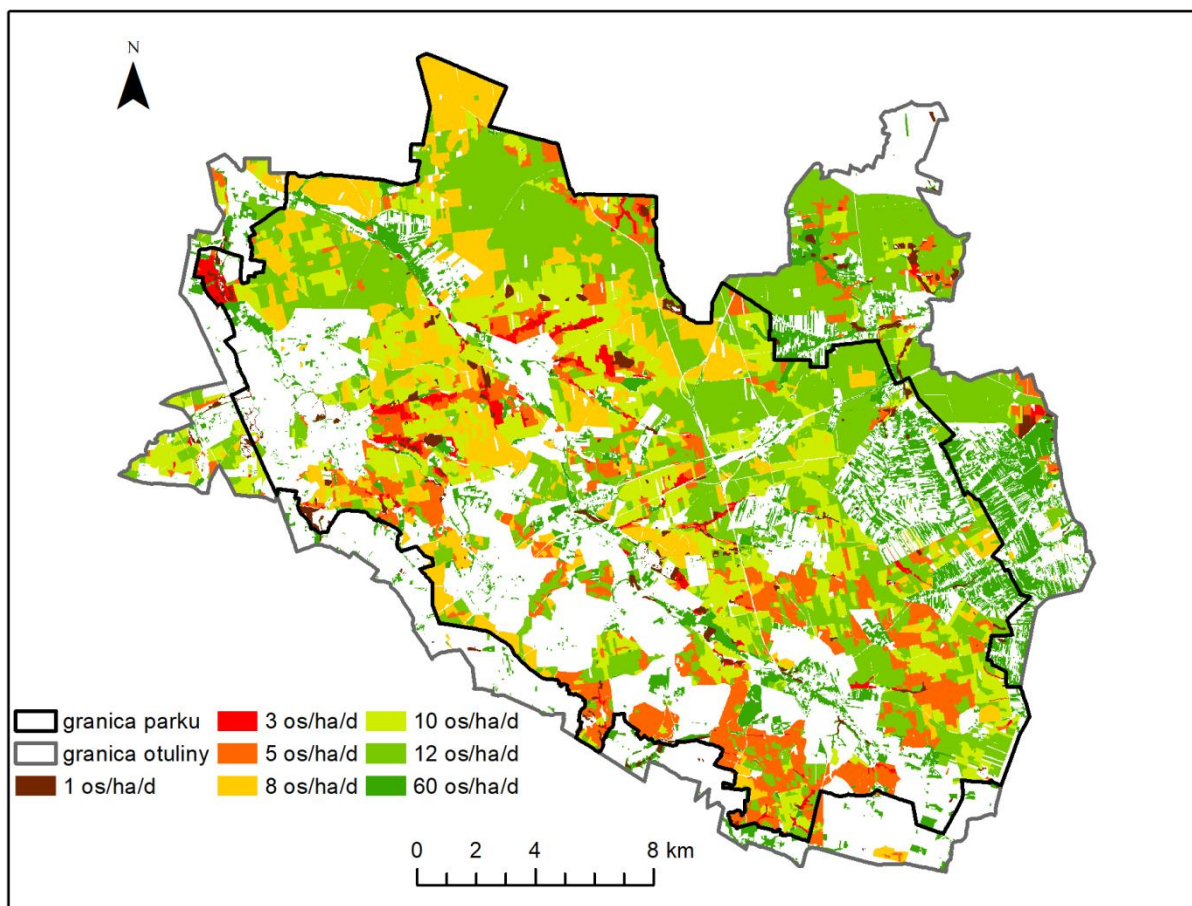 N
granica parku 3 os/ha/d 10 os/ha/d
granica otuliny 5 os/ha/d 12 os/ha/d
1 os/ha/d 8 os/ha/d 60 os/ha/d
0 2 4 8 km